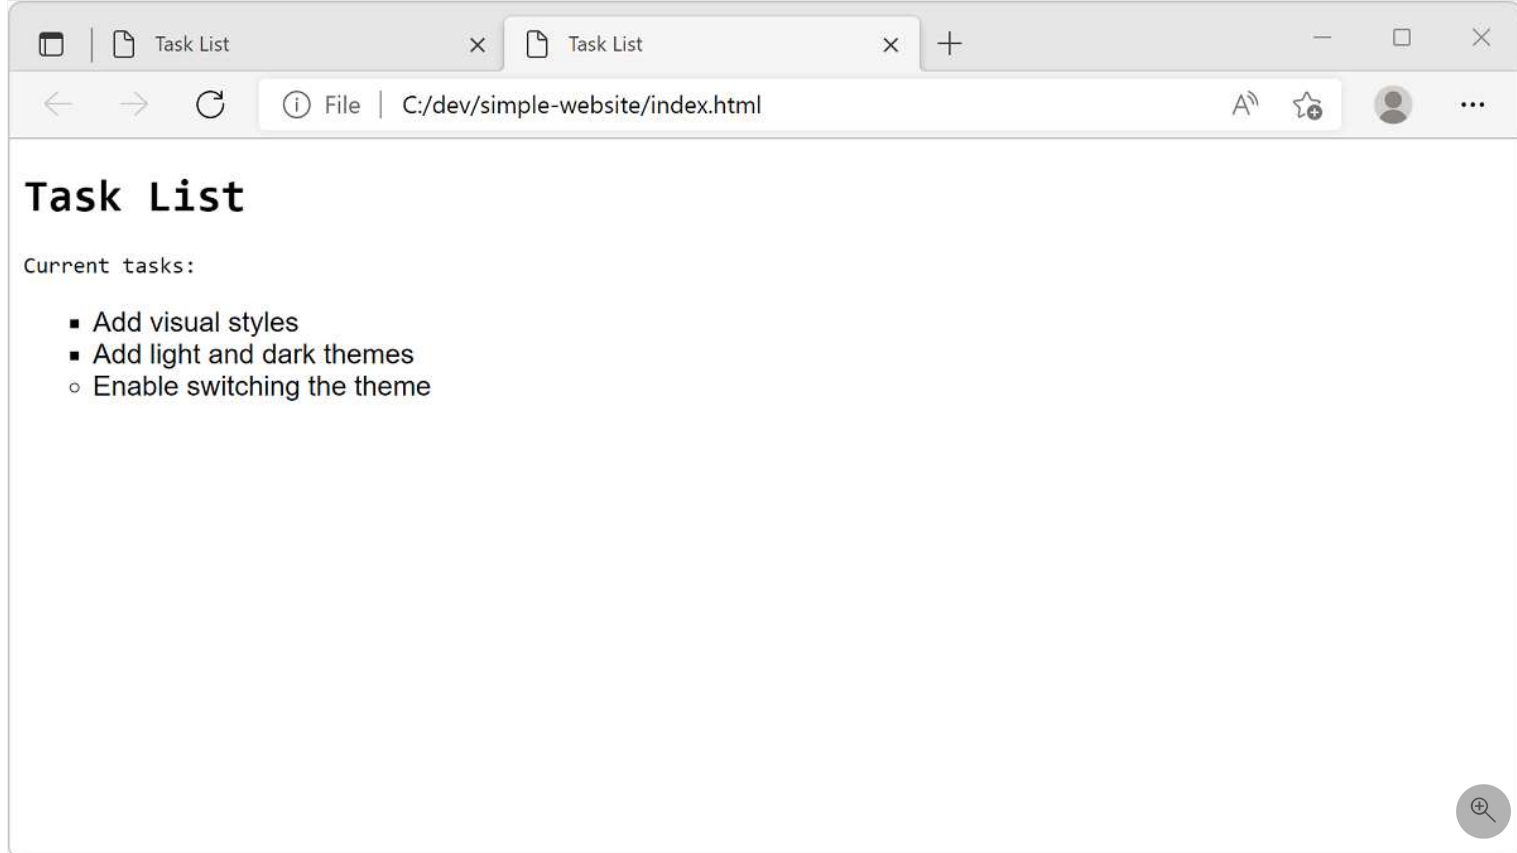 Task List
Task List
File
C:/dev/simple-website/index.html
Task List
Current tasks:
Add visual styles
Add light and dark themes
Enable switching the theme